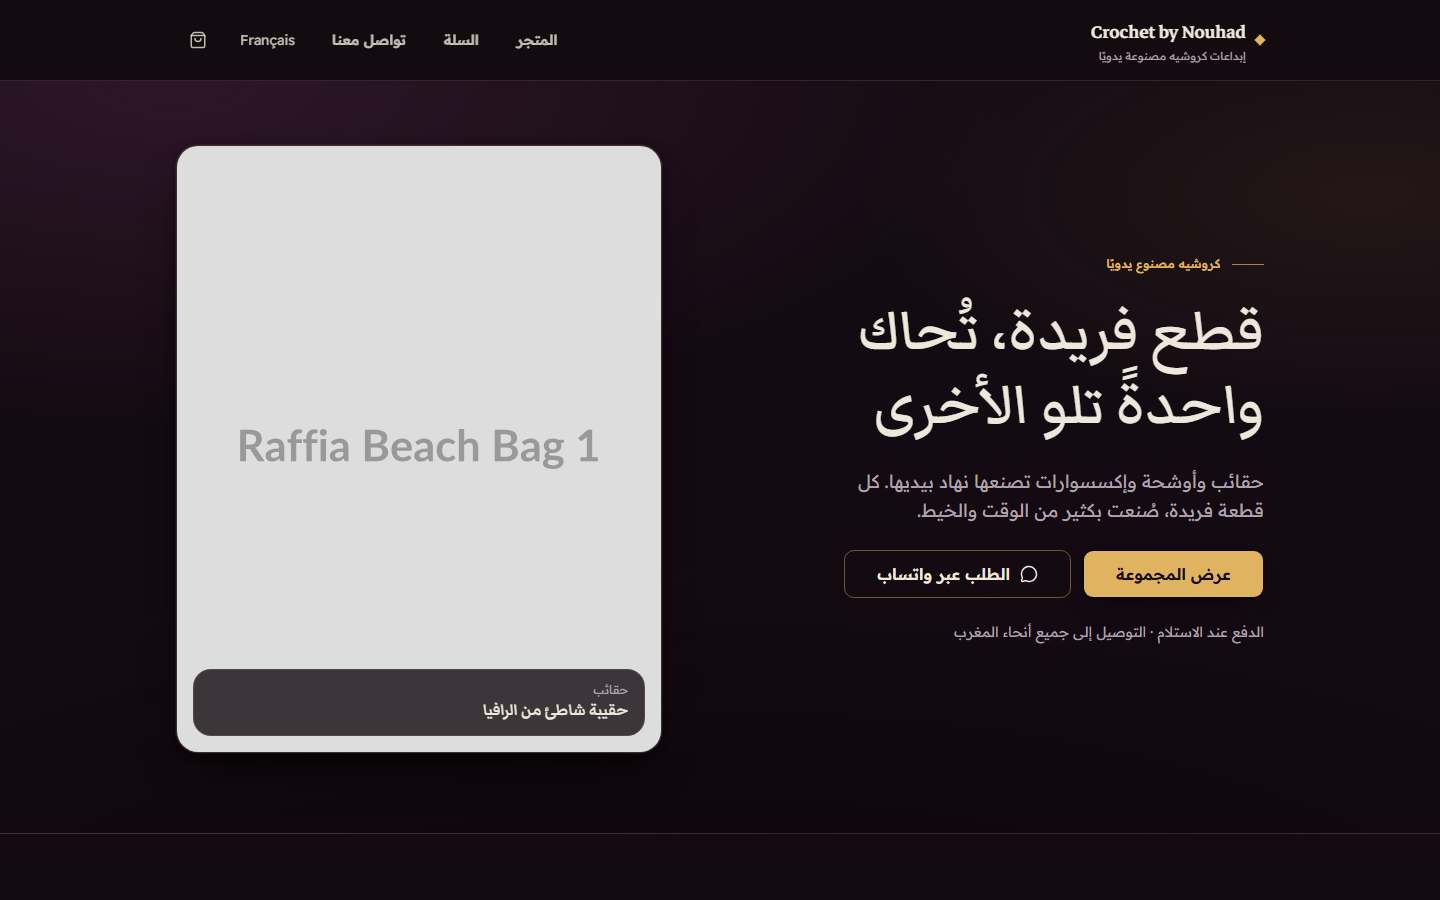 Crochet by Nouhad
إبداعات كروشيه مصنوعة يدويًا
المتجر
السلة
تواصل معنا
Français
كروشيه مصنوع يدويًا
قطع فريدة، تُحاك
واحدةً تلو الأخرى
حقائب وأوشحة وإكسسوارات تصنعها نهاد بيديها. كل
قطعة فريدة، صُنعت بكثير من الوقت والخيط.
عرض المجموعة
الطلب عبر واتساب
الدفع عند الاستلام · التوصيل إلى جميع أنحاء المغرب
Raffia Beach Bag 1
حقائب
حقيبة شاطئ من الرافيا